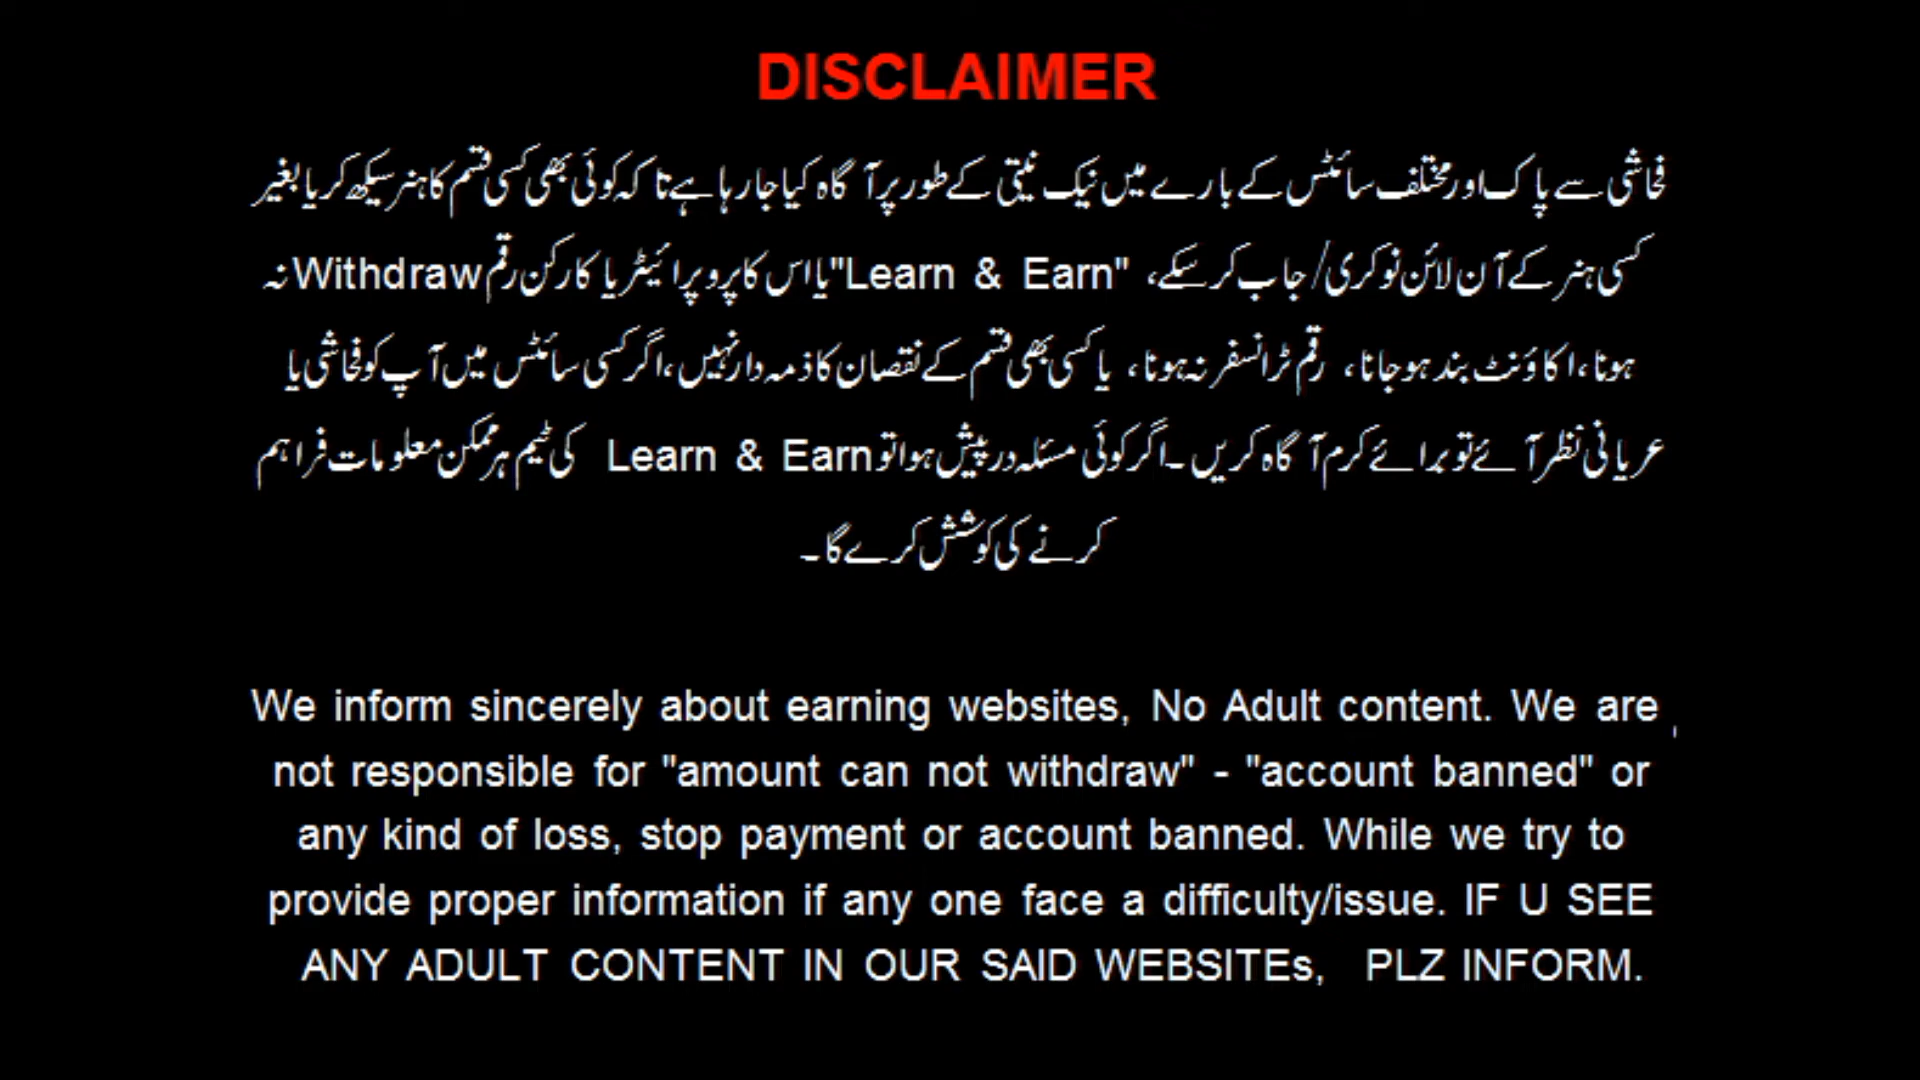 DISCLAIMER
فحاشی سے پاک اور مختلف سائٹس کے بارے میں نیک نیتی کے طور پر آگاہ کیا جا رہا ہے تا کہ کوئی بھی کسی قسم کا ہنر سیکھ کر یا بغیر
کسی ہنر کے آن لائن نوکری/جاب کر سکے، "Learn & Earn" یا اس کا پروپرائیٹر یا کارکن رقم Withdraw نہ
ہونا، اکاؤنٹ بند ہو جانا، رقم ٹرانسفر نہ ہونا، یا کسی بھی قسم کے نقصان کا ذمہ دار نہیں، اگر کسی سائٹس میں آپ کو فحاشی یا
عریانی نظر آئے تو برائے کرم آگاہ کریں۔ اگر کوئی مسئلہ در پیش ہوا تو Learn & Earn کی ٹیم ہر ممکن معلومات فراہم
کرنے کی کوشش کرے گا۔
We inform sincerely about earning websites, No Adult content. We are
not responsible for "amount can not withdraw" - "account banned" or
any kind of loss, stop payment or account banned. While we try to
provide proper information if any one face a difficulty/issue. IF U SEE
ANY ADULT CONTENT IN OUR SAID WEBSITEs, PLZ INFORM.